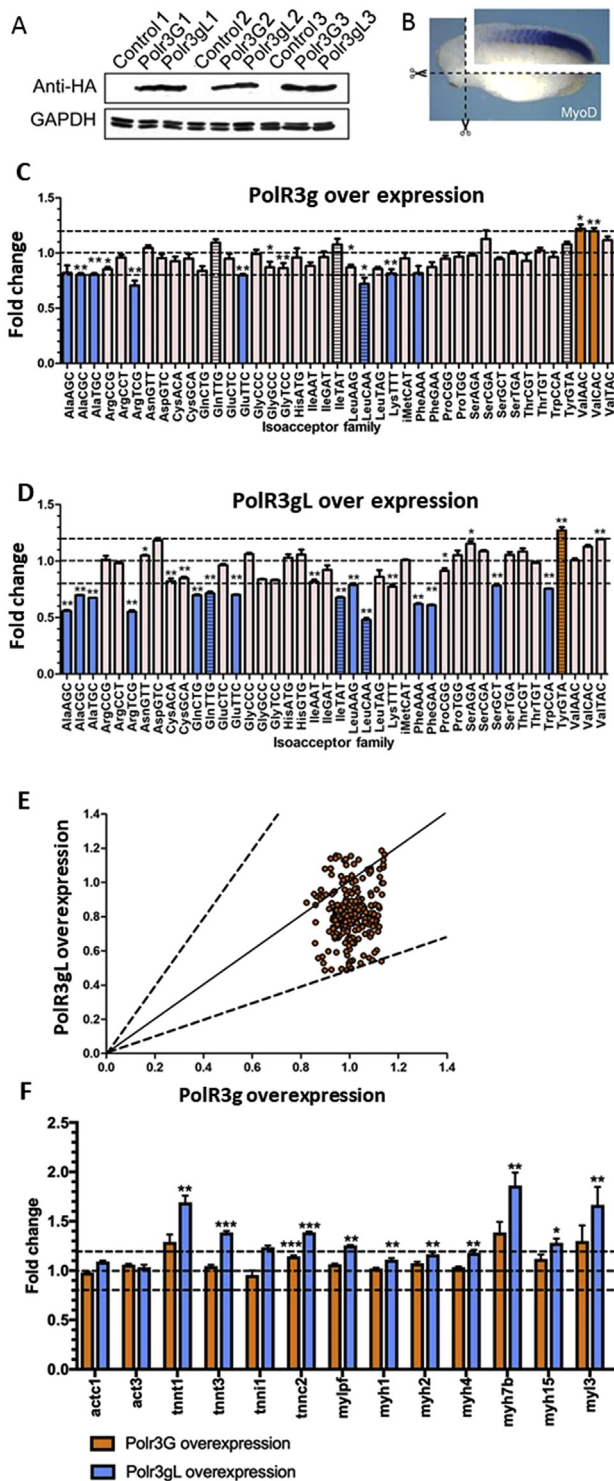 A
Control 1
Polr3G1
Polr3gL1
Control 2
Polr3G2
Polr3gL2
Control 3
Polr3G3
Polr3gL3
Anti-HA
GAPDH
B
MyoD
C
PolR3g over expression
Fold change
1.5
1.0
0.5
0.0
** ** * ** ** * ** * * ** * * *
AlaAGC
AlaCGC
AlaTGC
ArgCCG
ArgCCT
ArgTCG
AsnGTT
AspGTC
CysACA
CysGCA
GlnCTG
GlnTTG
GluCTC
GluTTC
GlyCCC
GlyGCC
GlyTCC
HisATG
IleAAT
IleGAT
IleTAT
LeuAAG
LeuCAA
LeuTAG
LysTTT
iMetCAT
PheAAA
PheGAA
ProCGG
ProTGG
SerAGA
SerCGA
SerGCT
SerTGA
ThrCGT
ThrTGT
TrpCCA
TyrGTA
ValAAC
ValCAC
ValTAC
Isoacceptor family
D
PolR3gL over expression
Fold change
1.5
1.0
0.5
0.0
** ** ** ** * ** ** ** ** ** ** ** ** ** ** ** ** * * ** ** ** **
AlaAGC
AlaCGC
AlaTGC
ArgCCG
ArgCCT
ArgTCG
AsnGTT
AspGTC
CysACA
CysGCA
GlnCTG
GlnTTG
GluCTC
GluTTC
GlyCCC
GlyGCC
GlyTCC
HisATG
HisGTG
IleAAT
IleGAT
IleTAT
LeuAAG
LeuCAA
LeuTAG
LysTTT
iMetCAT
PheAAA
PheGAA
ProCGG
ProTGG
SerAGA
SerCGA
SerGCT
SerTGA
ThrCGT
ThrTGT
TrpCCA
TyrGTA
ValAAC
ValCAC
ValTAC
Isoacceptor family
E
PolR3gL overexpression
1.4
1.2
1.0
0.8
0.6
0.4
0.2
0.0
0.0 0.2 0.4 0.6 0.8 1.0 1.2 1.4
PolR3g overexpression
F
Fold change
2.5
2.0
1.5
1.0
0.5
0.0
** *** *** *** ** ** ** ** ** * **
actc1
act3
tnnt1
tnnt3
tnni1
tnnc2
mylpf
myh1
myh2
myh4
myh7b
myh15
myl3
Polr3G overexpression
Polr3gL overexpression